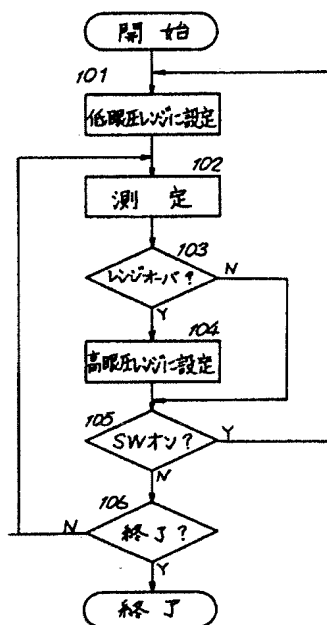 開始
101
低眼圧レンジに設定
102
測定
103
レンジオーバ?
N
Y
104
高眼圧レンジに設定
105
SWオン?
Y
N
106
終了?
N
Y
終了